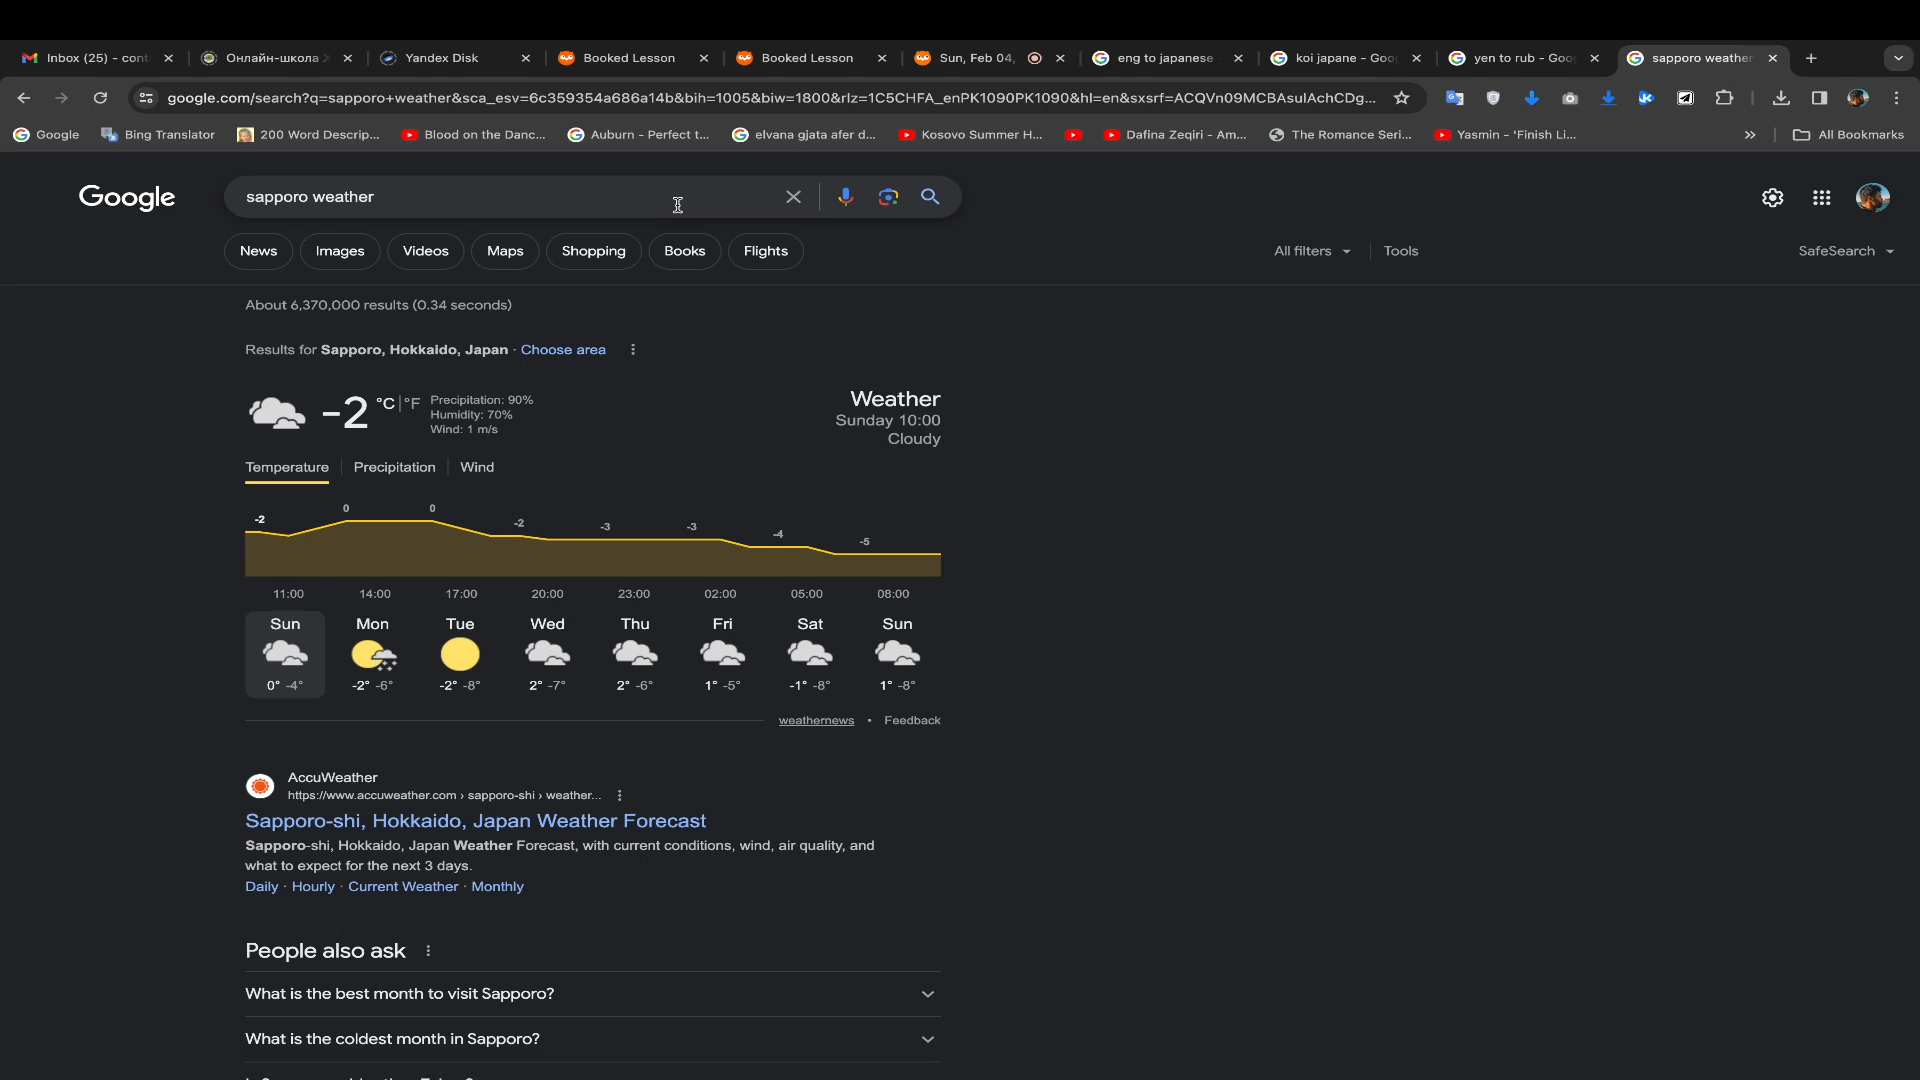 Inbox (25) - cont
Онлайн-школа
Yandex Disk
Booked Lesson
Booked Lesson
Sun, Feb 04,
eng to japanese
koi japane - Goo
yen to rub - Goo
sapporo weather
google.com/search?q=sapporo+weather&sca_esv=6c359354a686a14b&bih=1005&biw=1800&rlz=1C5CHFA_enPK1090PK1090&hl=en&sxsrf=ACQVn09MCBAsulAchCDg...
Google
Bing Translator
200 Word Descrip...
Blood on the Danc...
Auburn - Perfect t...
elvana gjata afer d...
Kosovo Summer H...
Dafina Zeqiri - Am...
The Romance Seri...
Yasmin - 'Finish Li...
All Bookmarks
Google
sapporo weather
News
Images
Videos
Maps
Shopping
Books
Flights
All filters
Tools
SafeSearch
About 6,370,000 results (0.34 seconds)
Results for Sapporo, Hokkaido, Japan · Choose area
-2 °C | °F
Precipitation: 90%
Humidity: 70%
Wind: 1 m/s
Weather
Sunday 10:00
Cloudy
Temperature
Precipitation
Wind
-2 0 0 -2 -3 -3 -4 -5
11:00 14:00 17:00 20:00 23:00 02:00 05:00 08:00
Sun Mon Tue Wed Thu Fri Sat Sun
0° -4° -2° -6° -2° -8° 2° -7° 2° -6° 1° -5° -1° -8° 1° -8°
weathernews • Feedback
AccuWeather
https://www.accuweather.com › sapporo-shi › weather...
Sapporo-shi, Hokkaido, Japan Weather Forecast
Sapporo-shi, Hokkaido, Japan Weather Forecast, with current conditions, wind, air quality, and
what to expect for the next 3 days.
Daily · Hourly · Current Weather · Monthly
People also ask
What is the best month to visit Sapporo?
What is the coldest month in Sapporo?